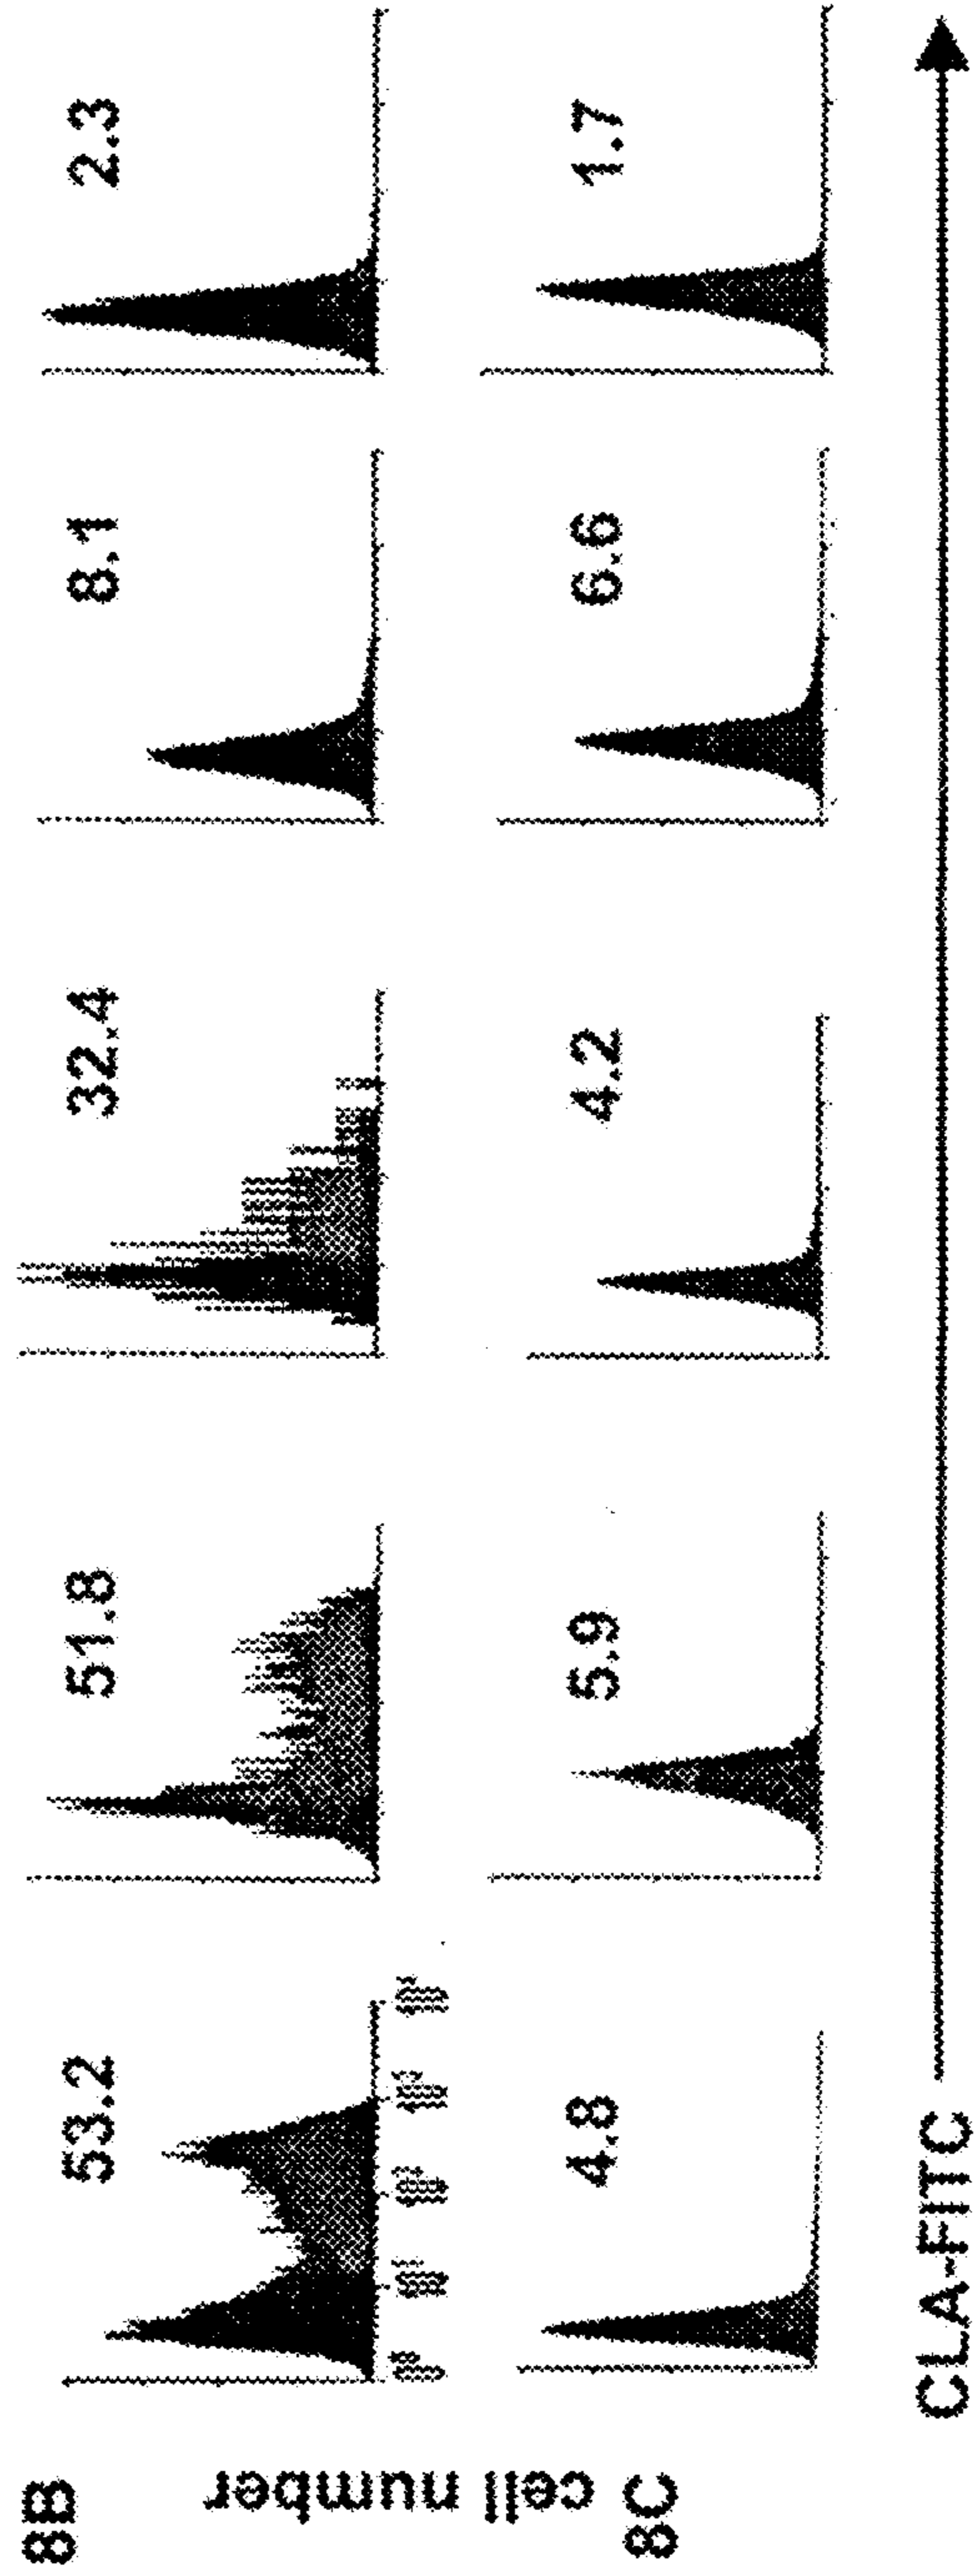 8B
53.2 51.8 32.4 8.1 2.3
cell number
8C
4.8 5.9 4.2 6.6 1.7
CLA-FITC